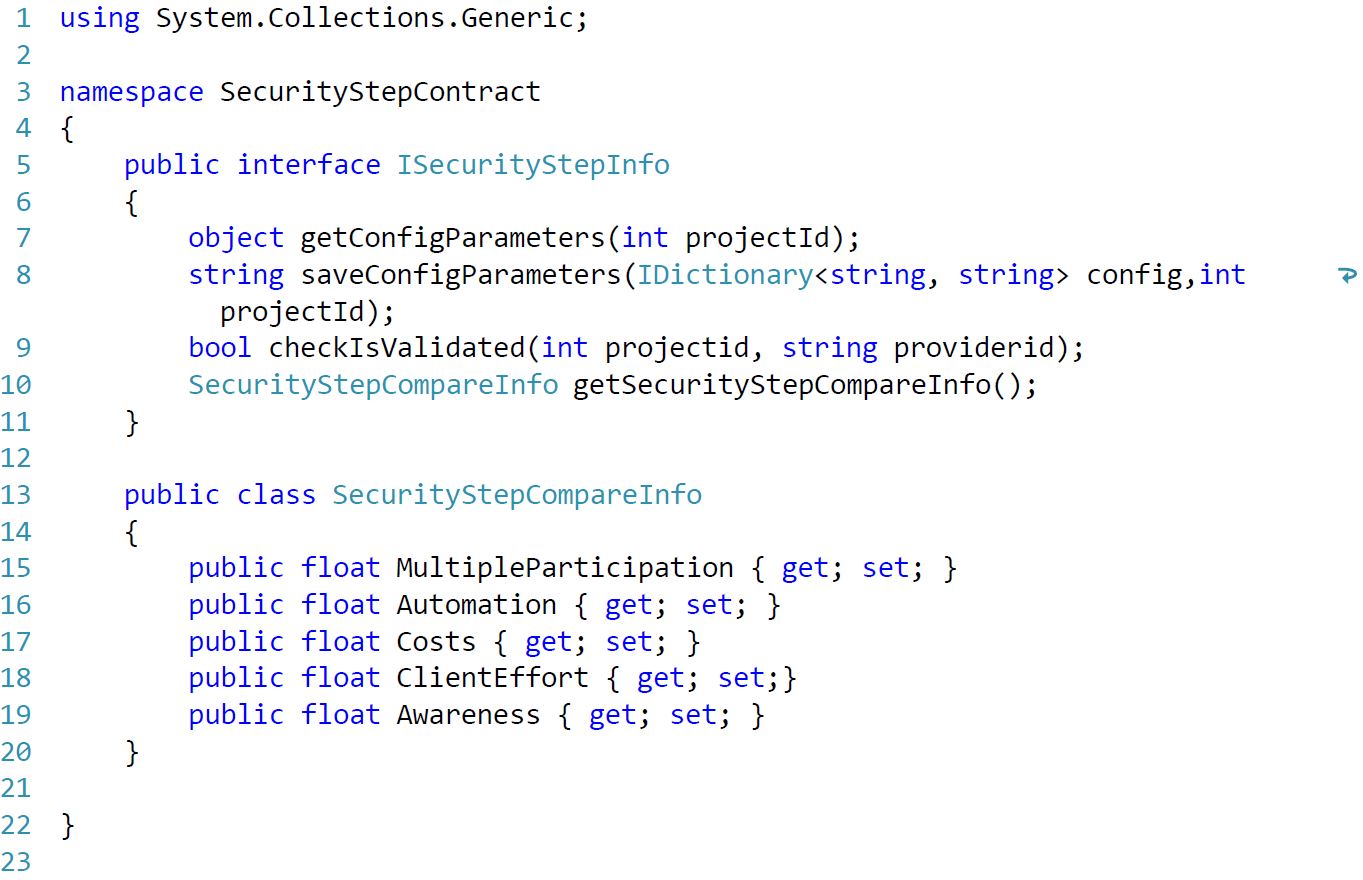 1 using System.Collections.Generic;
2
3 namespace SecurityStepContract
4 {
5     public interface ISecurityStepInfo
6     {
7         object getConfigParameters(int projectId);
8         string saveConfigParameters(IDictionary<string, string> config,int
          projectId);
9         bool checkIsValidated(int projectid, string providerid);
10         SecurityStepCompareInfo getSecurityStepCompareInfo();
11     }
12
13     public class SecurityStepCompareInfo
14     {
15         public float MultipleParticipation { get; set; }
16         public float Automation { get; set; }
17         public float Costs { get; set; }
18         public float ClientEffort { get; set;}
19         public float Awareness { get; set; }
20     }
21
22 }
23